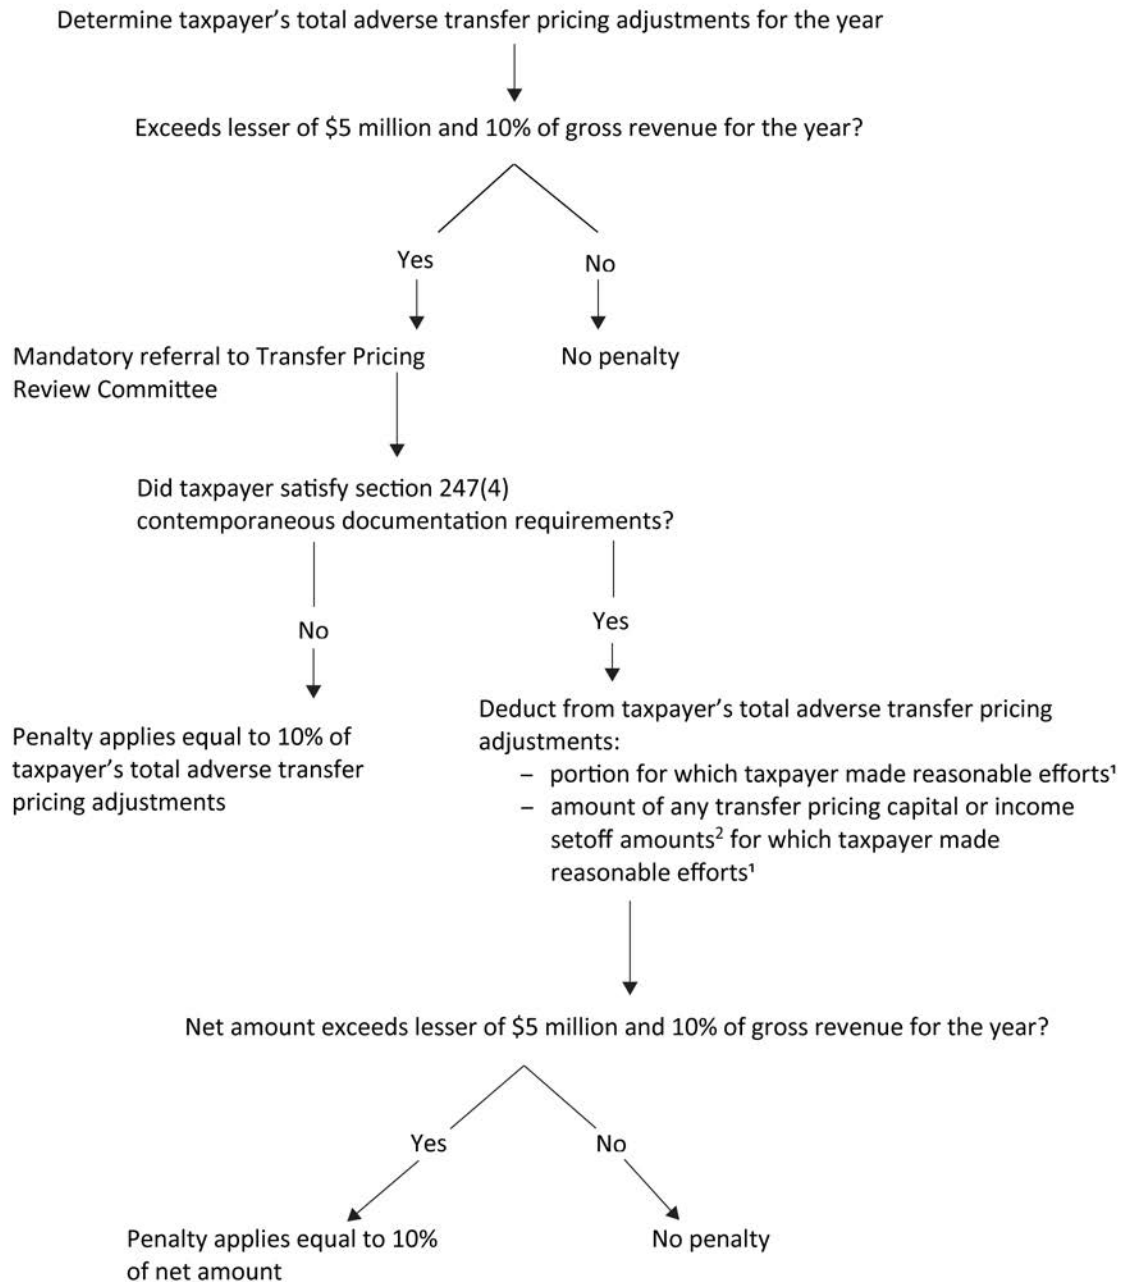 Determine taxpayer’s total adverse transfer pricing adjustments for the year
Exceeds lesser of $5 million and 10% of gross revenue for the year?
Yes
No
Mandatory referral to Transfer Pricing
Review Committee
No penalty
Did taxpayer satisfy section 247(4)
contemporaneous documentation requirements?
No
Yes
Penalty applies equal to 10% of
taxpayer’s total adverse transfer
pricing adjustments
Deduct from taxpayer’s total adverse transfer pricing
adjustments:
– portion for which taxpayer made reasonable efforts¹
– amount of any transfer pricing capital or income
setoff amounts² for which taxpayer made
reasonable efforts¹
Net amount exceeds lesser of $5 million and 10% of gross revenue for the year?
Yes
No
Penalty applies equal to 10%
of net amount
No penalty